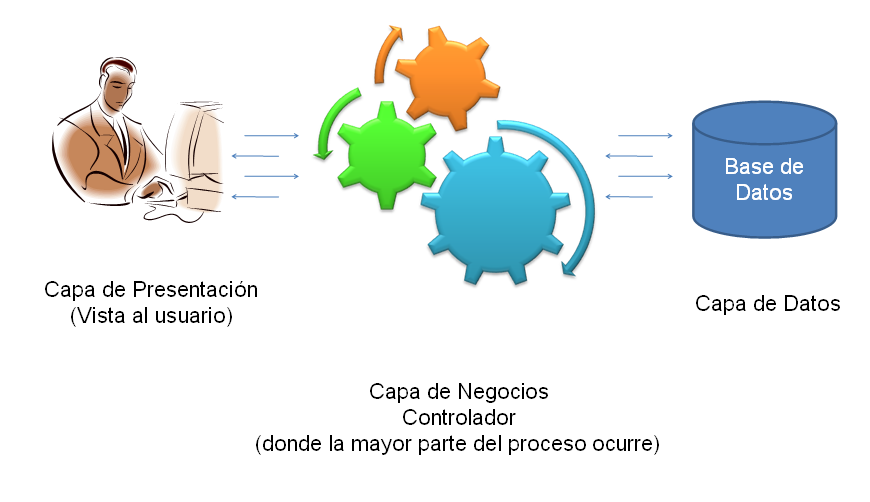 Base de
Datos
Capa de Presentación
(Vista al usuario)
Capa de Datos
Capa de Negocios
Controlador
(donde la mayor parte del proceso ocurre)